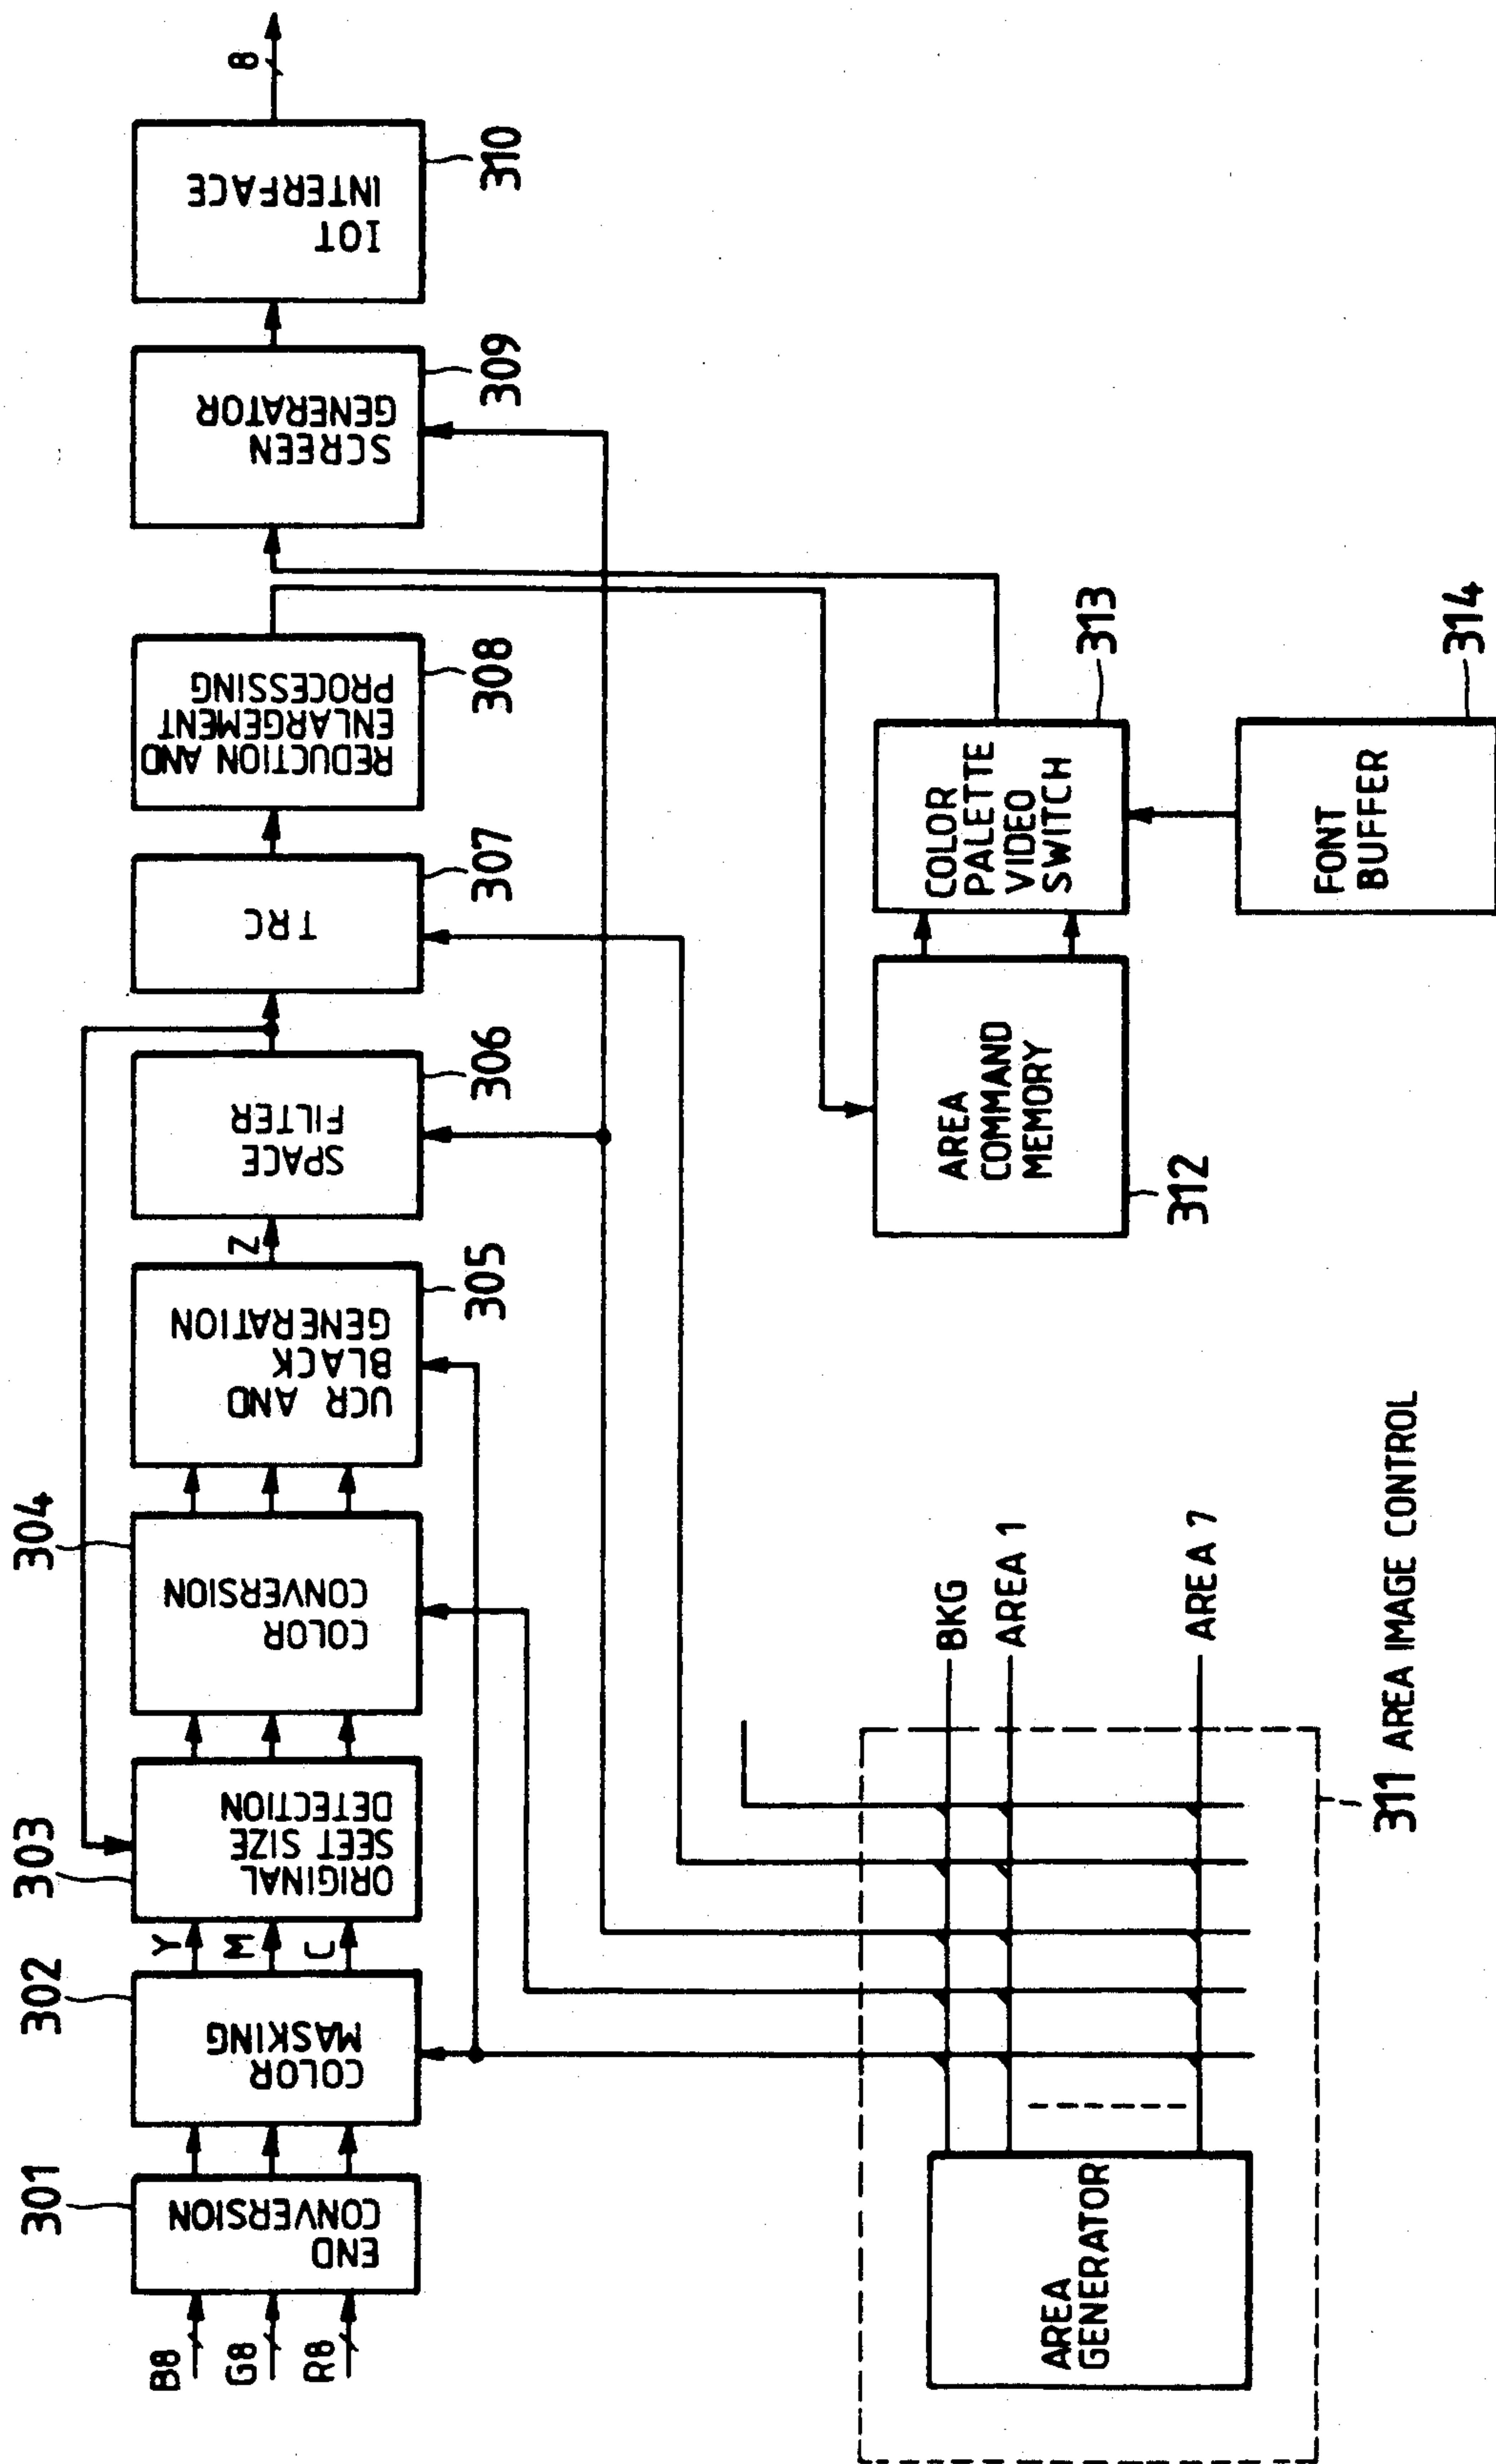 B8
G8
R8
301
END
CONVERSION
302
COLOR
MASKING
Y
M
C
303
ORIGINAL
SEET SIZE
DETECTION
304
COLOR
CONVERSION
305
UCR AND
BLACK
GENERATION
Z
306
SPACE
FILTER
307
TRC
308
REDUCTION AND
ENLARGEMENT
PROCESSING
309
SCREEN
GENERATOR
310
IOT
INTERFACE
8
AREA
GENERATOR
BKG
AREA 1
AREA 7
311 AREA IMAGE CONTROL
312
AREA
COMMAND
MEMORY
313
COLOR
PALETTE
VIDEO
SWITCH
314
FONT
BUFFER